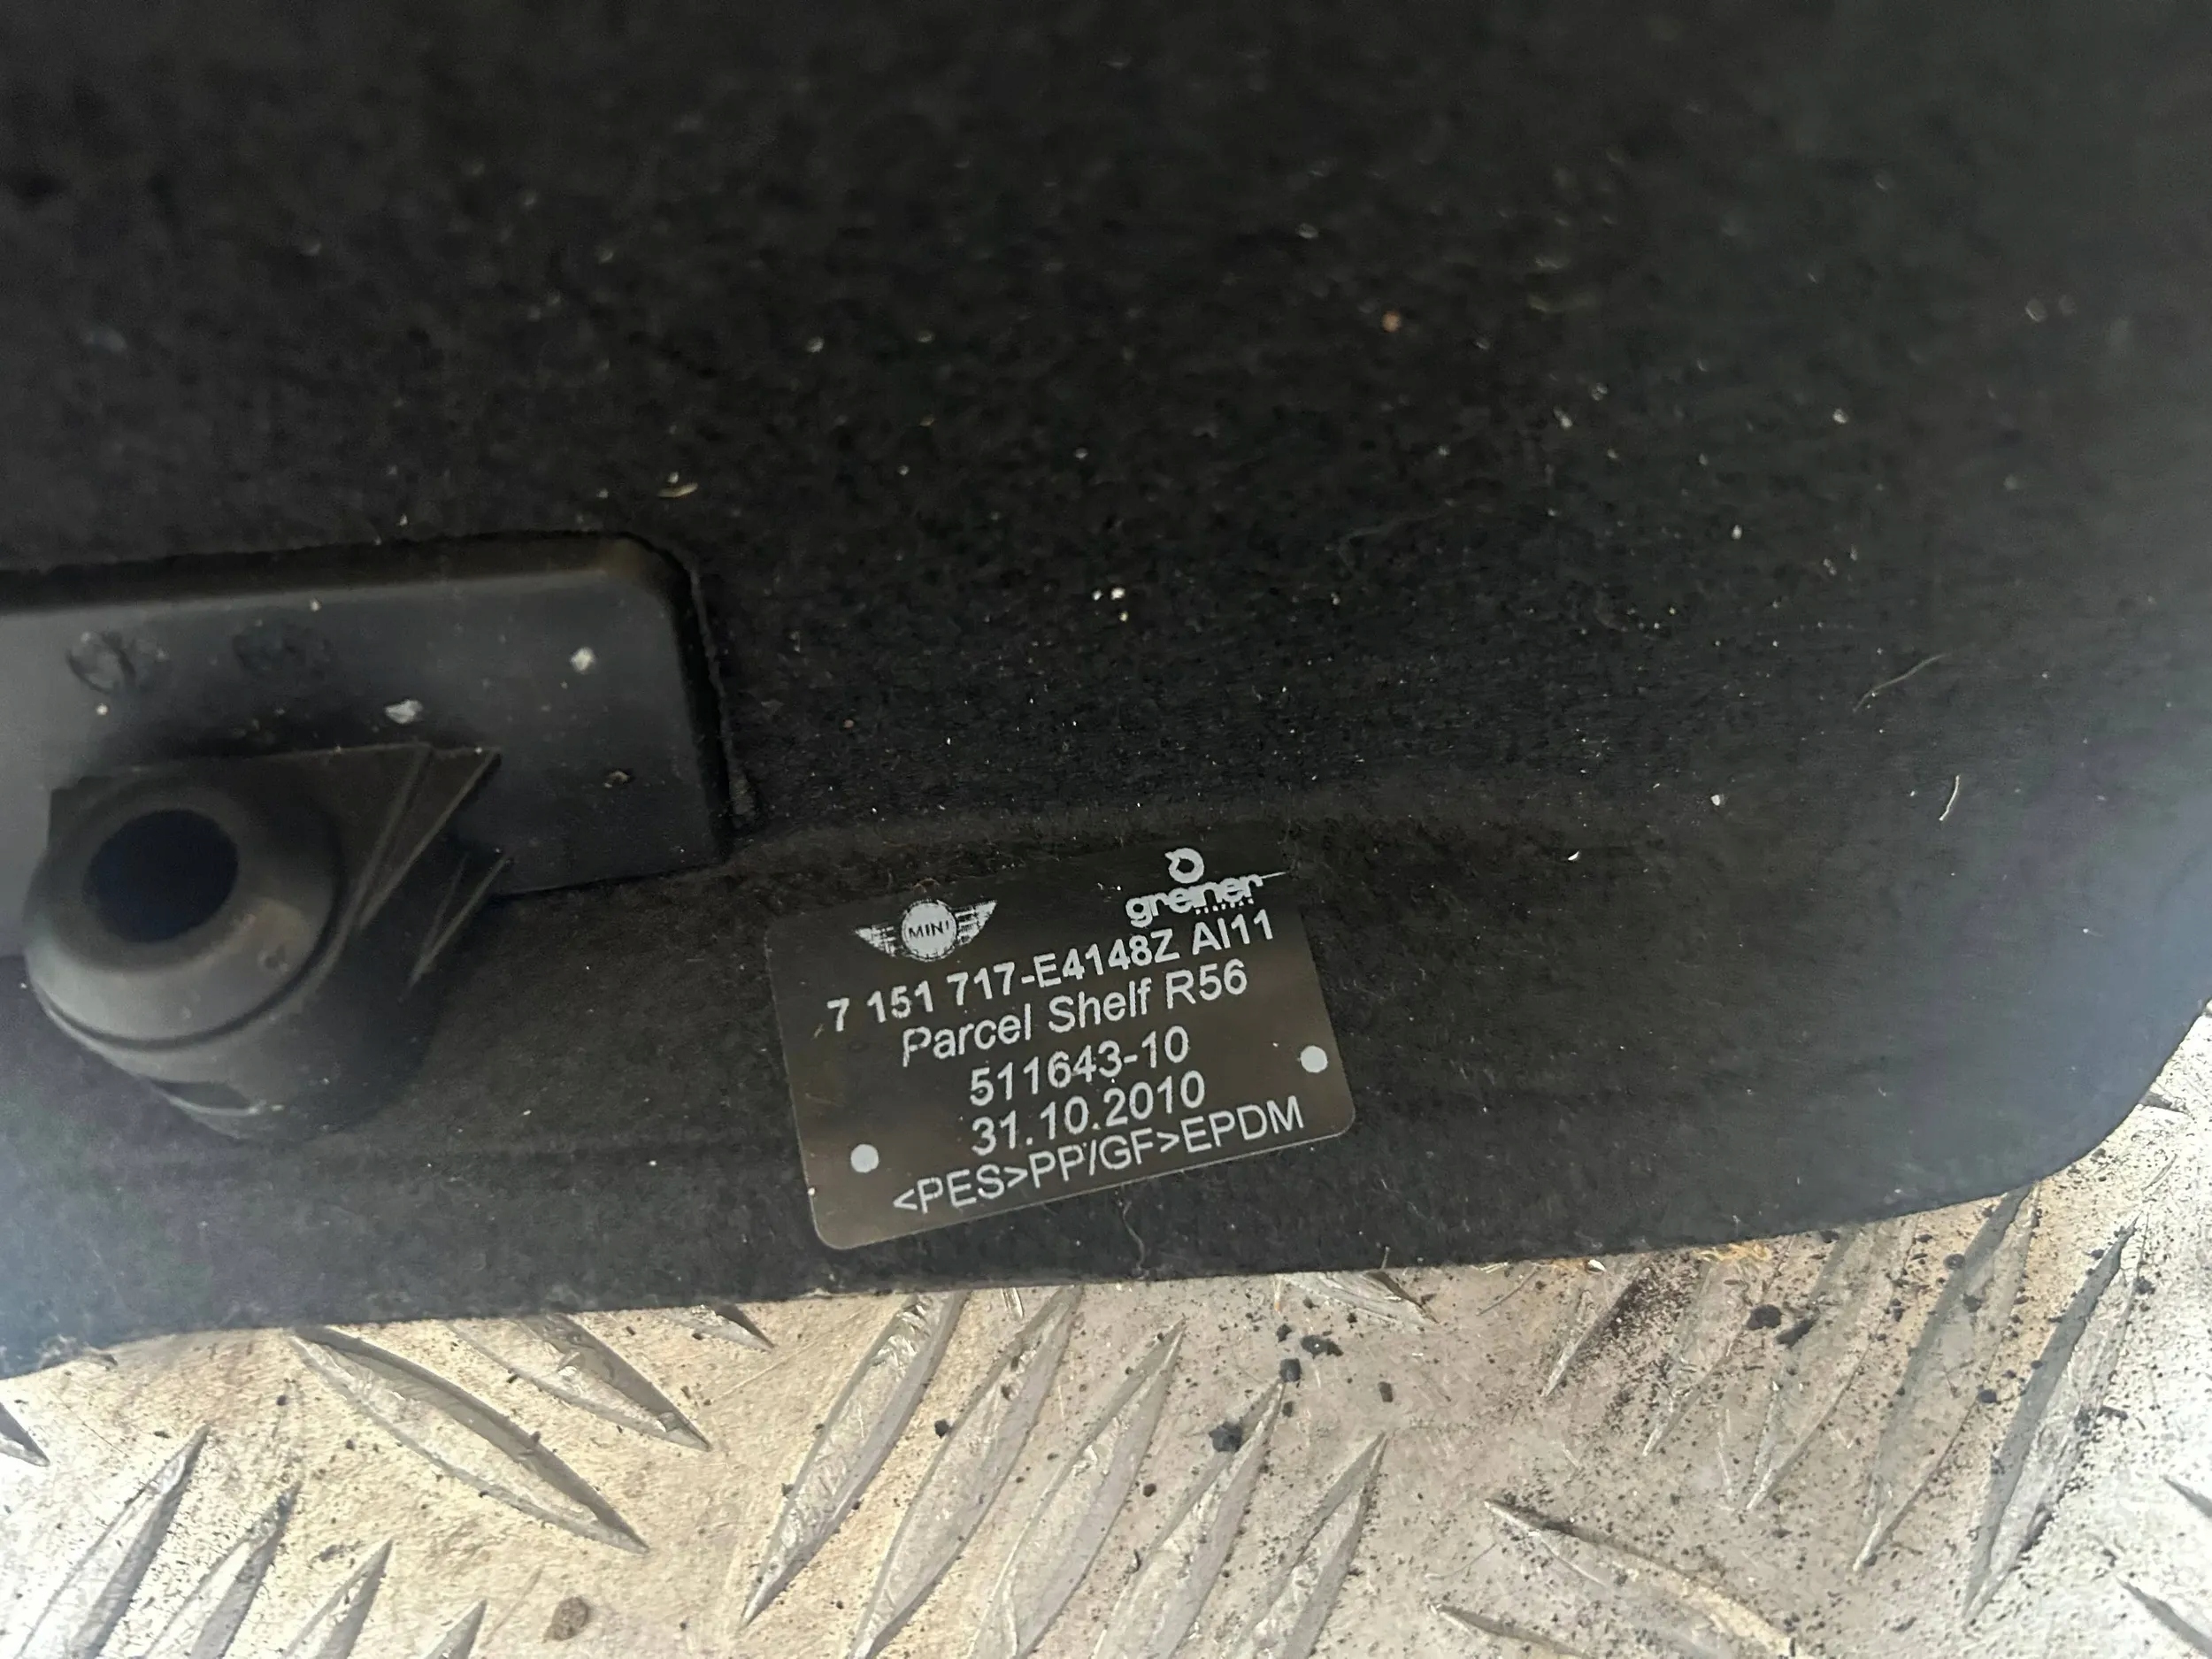 MINI
greiner
7 151 717-E4148Z AI11
Parcel Shelf R56
511643-10
31.10.2010
<PES>PP/GF>EPDM